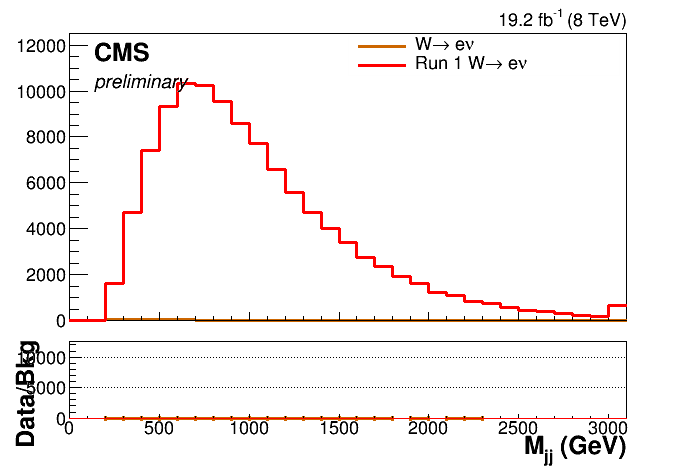 19.2 fb⁻¹ (8 TeV)
CMS
preliminary
W→ eν
Run 1 W→ eν
12000
10000
8000
6000
4000
2000
0
Data/Bkg
10000
5000
0
0 500 1000 1500 2000 2500 3000
Mjj (GeV)